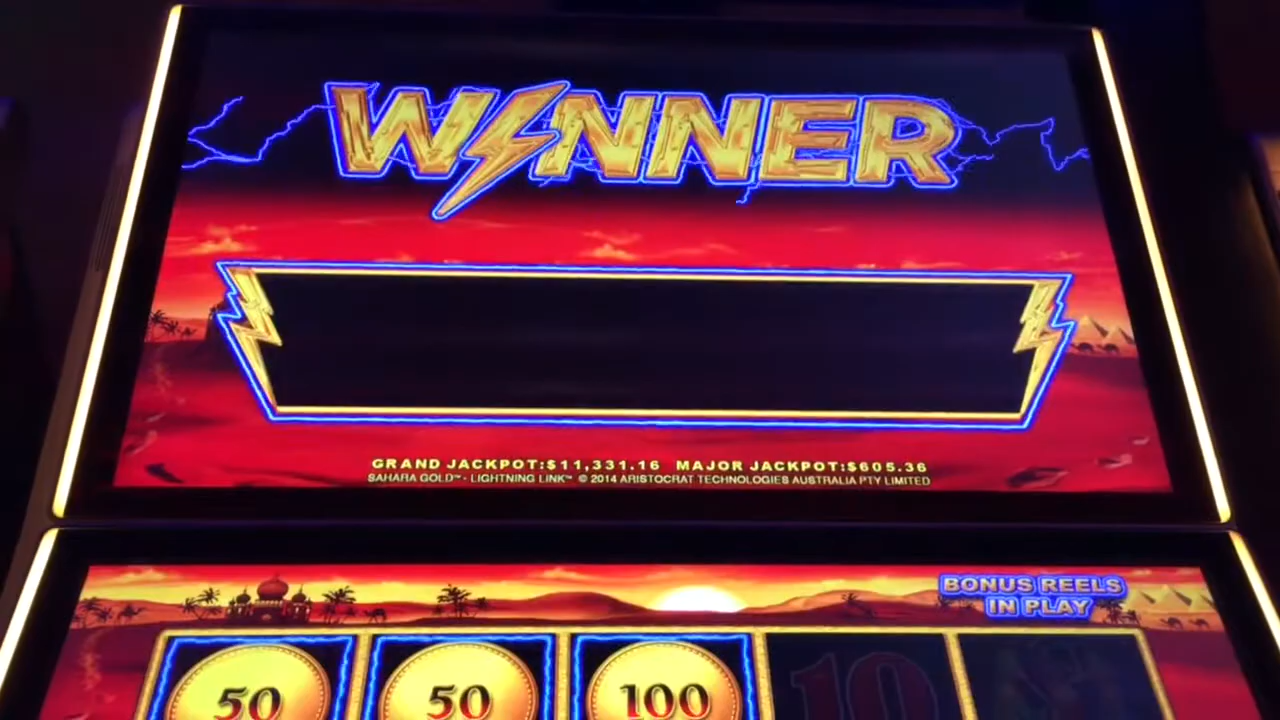 WINNER
GRAND JACKPOT:$11,331.16 MAJOR JACKPOT:$605.36
SAHARA GOLD™ - LIGHTNING LINK™ © 2014 ARISTOCRAT TECHNOLOGIES AUSTRALIA PTY LIMITED
BONUS REELS
IN PLAY
50 50 100 10